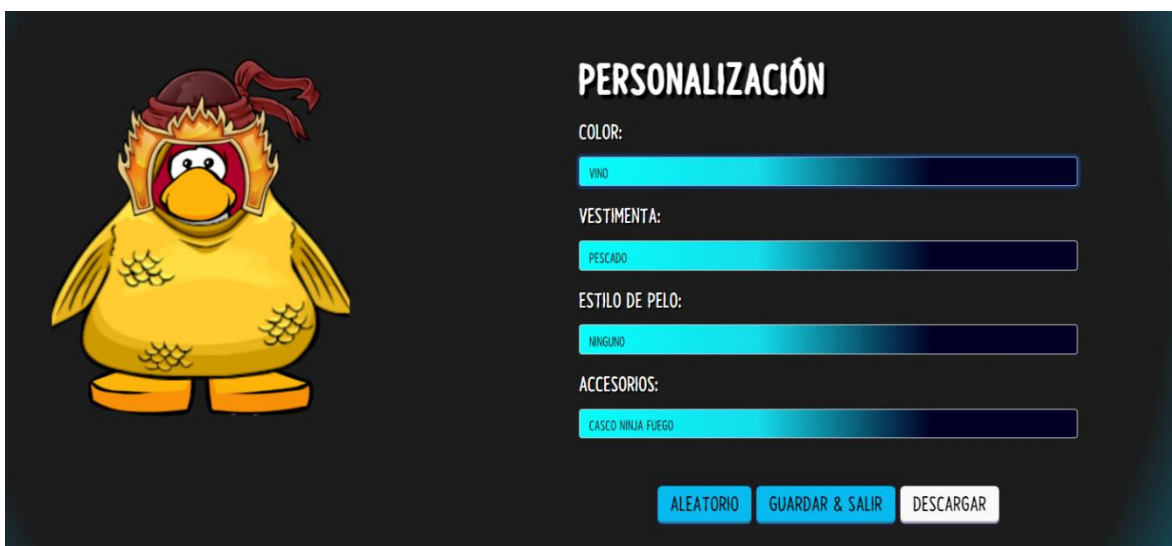 PERSONALIZACIÓN
COLOR:
VINO
VESTIMENTA:
PESCADO
ESTILO DE PELO:
NINGUNO
ACCESORIOS:
CASCO NINJA FUEGO
ALEATORIO GUARDAR & SALIR DESCARGAR